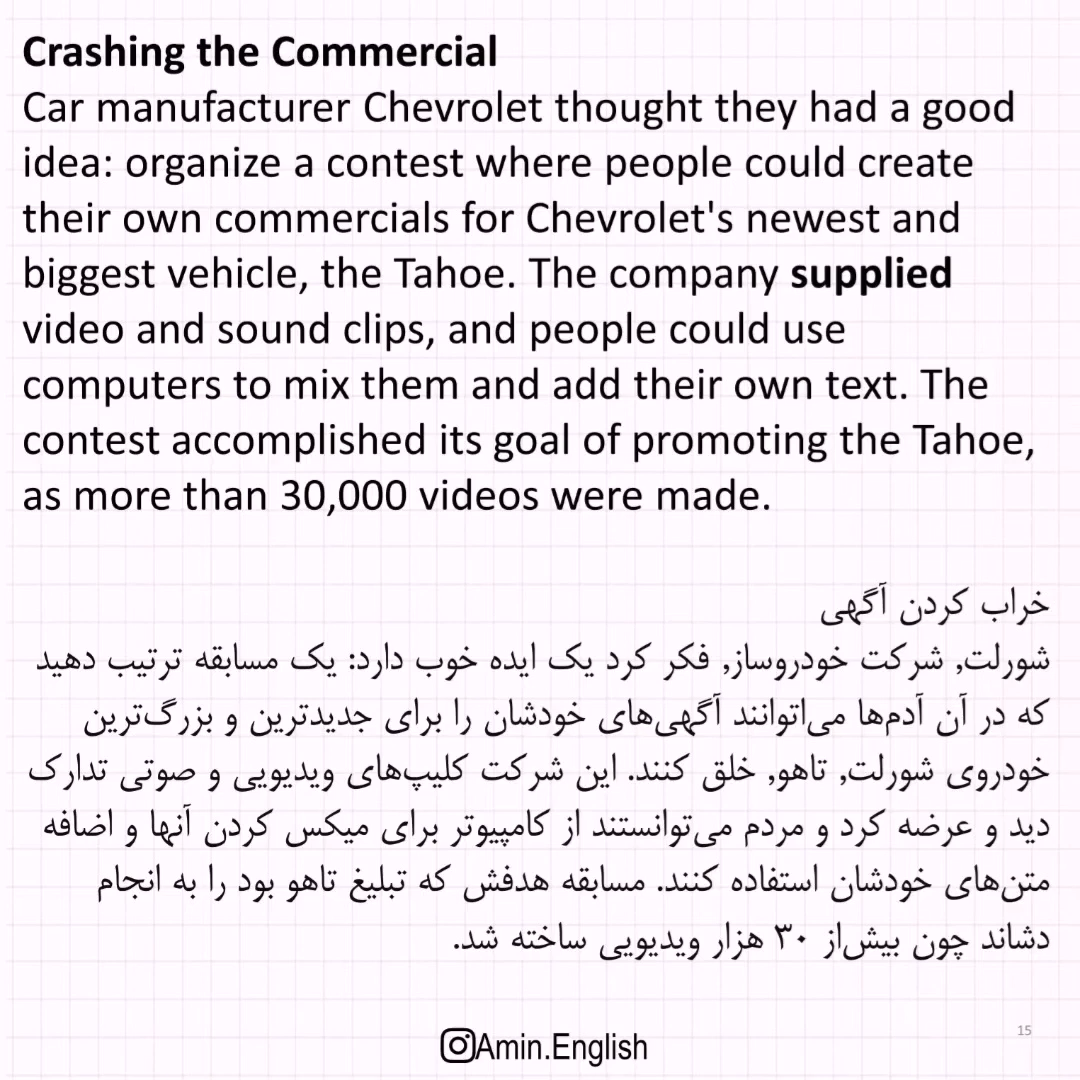 Crashing the Commercial
Car manufacturer Chevrolet thought they had a good
idea: organize a contest where people could create
their own commercials for Chevrolet's newest and
biggest vehicle, the Tahoe. The company supplied
video and sound clips, and people could use
computers to mix them and add their own text. The
contest accomplished its goal of promoting the Tahoe,
as more than 30,000 videos were made.
خراب کردن آگهی
شورلت, شرکت خودروساز, فکر کرد یک ایده خوب دارد: یک مسابقه ترتیب دهید
که در آن آدم‌ها می‌اتوانند آگهی‌های خودشان را برای جدیدترین و بزرگ‌ترین
خودروی شورلت, تاهو, خلق کنند. این شرکت کلیپ‌های ویدیویی و صوتی تدارک
دید و عرضه کرد و مردم می‌توانستند از کامپیوتر برای میکس کردن آنها و اضافه
متن‌های خودشان استفاده کنند. مسابقه هدفش که تبلیغ تاهو بود را به انجام
دشاند چون بیش‌از ۳۰ هزار ویدیویی ساخته شد.
15
Amin.English